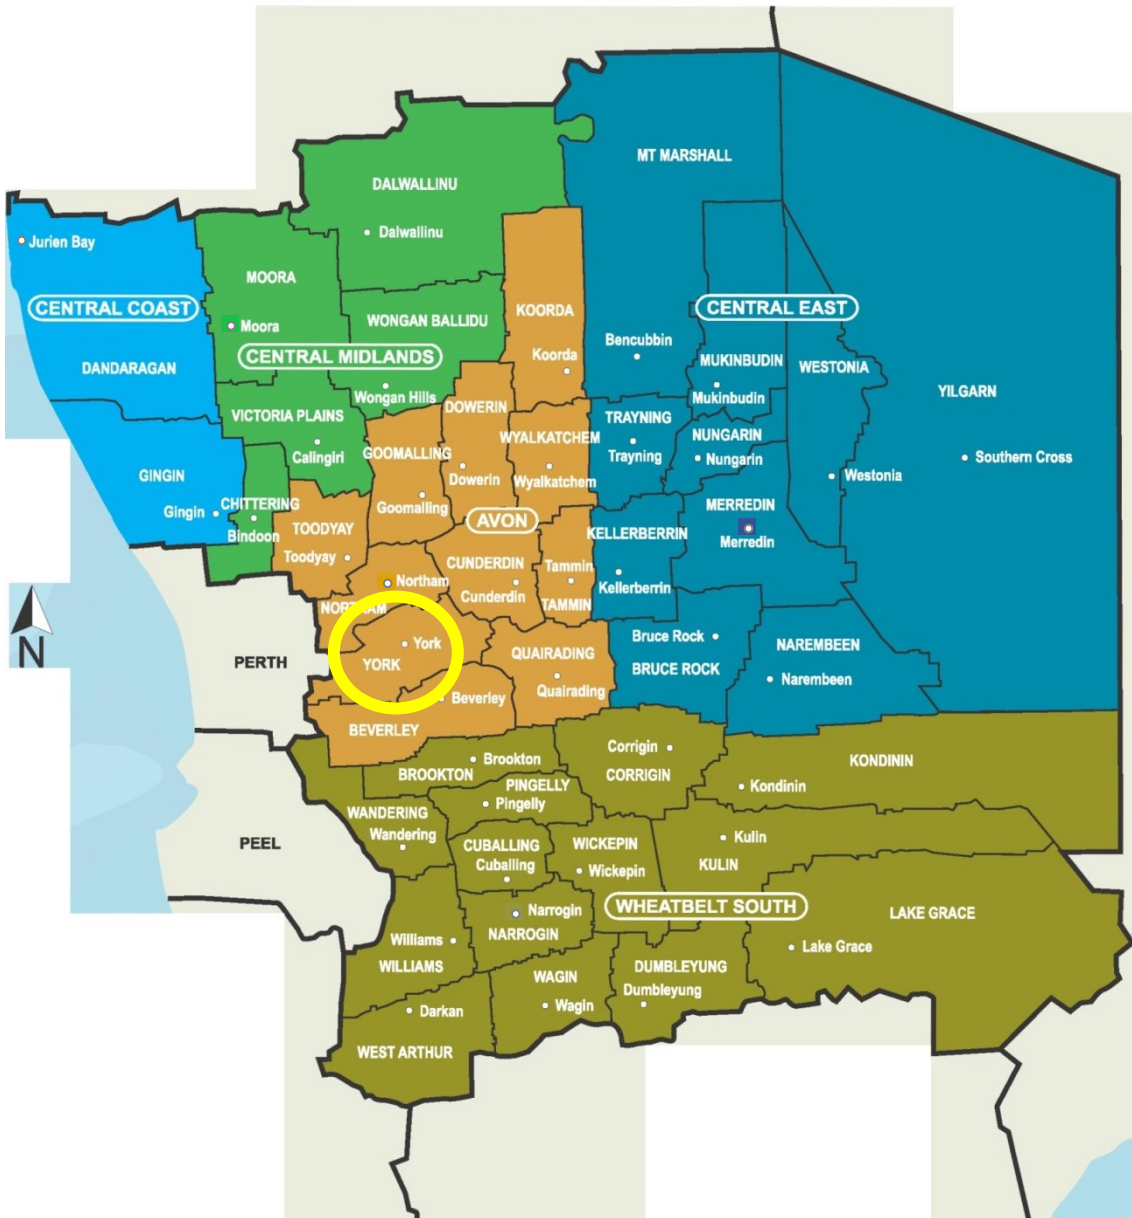 MT MARSHALL
DALWALLINU
Dalwallinu
Jurien Bay
MOORA
CENTRAL COAST
CENTRAL EAST
KOORDA
WONGAN BALLIDU
Moora
CENTRAL MIDLANDS
Bencubbin
Koorda
MUKINBUDIN
WESTONIA
DANDARAGAN
YILGARN
Wongan Hills
Mukinbudin
DOWERIN
VICTORIA PLAINS
TRAYNING
NUNGARIN
WYALKATCHEM
GOOMALLING
Calingiri
Trayning
Nungarin
Southern Cross
GINGIN
Dowerin
Wyalkatchem
Westonia
CHITTERING
Goomalling
MERREDIN
Gingin
AVON
TOODYAY
Bindoon
KELLERBERRIN
Merredin
Toodyay
CUNDERDIN
Tammin
Northam
Cunderdin
Kellerberrin
NORTHAM
TAMMIN
N
York
Bruce Rock
NAREMBEEN
QUAIRADING
PERTH
YORK
BRUCE ROCK
Narembeen
Quairading
Beverley
BEVERLEY
Corrigin
Brookton
KONDININ
BROOKTON
CORRIGIN
PINGELLY
Kondinin
Pingelly
WANDERING
Wandering
Kulin
PEEL
CUBALLING
WICKEPIN
Cuballing
KULIN
Wickepin
WHEATBELT SOUTH
Narrogin
LAKE GRACE
NARROGIN
Williams
Lake Grace
WILLIAMS
DUMBLEYUNG
WAGIN
Dumbleyung
Wagin
Darkan
WEST ARTHUR